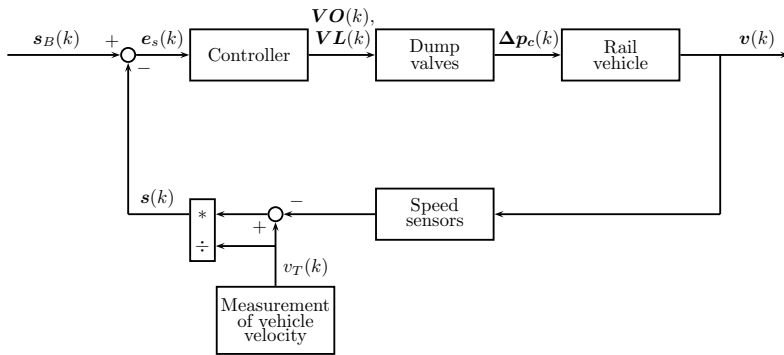 VO(k),
s_B(k)
+
−
e_s(k)
Controller
VL(k)
Dump
valves
Δp_c(k)
Rail
vehicle
v(k)
s(k)
*
÷
−
+
Speed
sensors
v_T(k)
Measurement
of vehicle
velocity